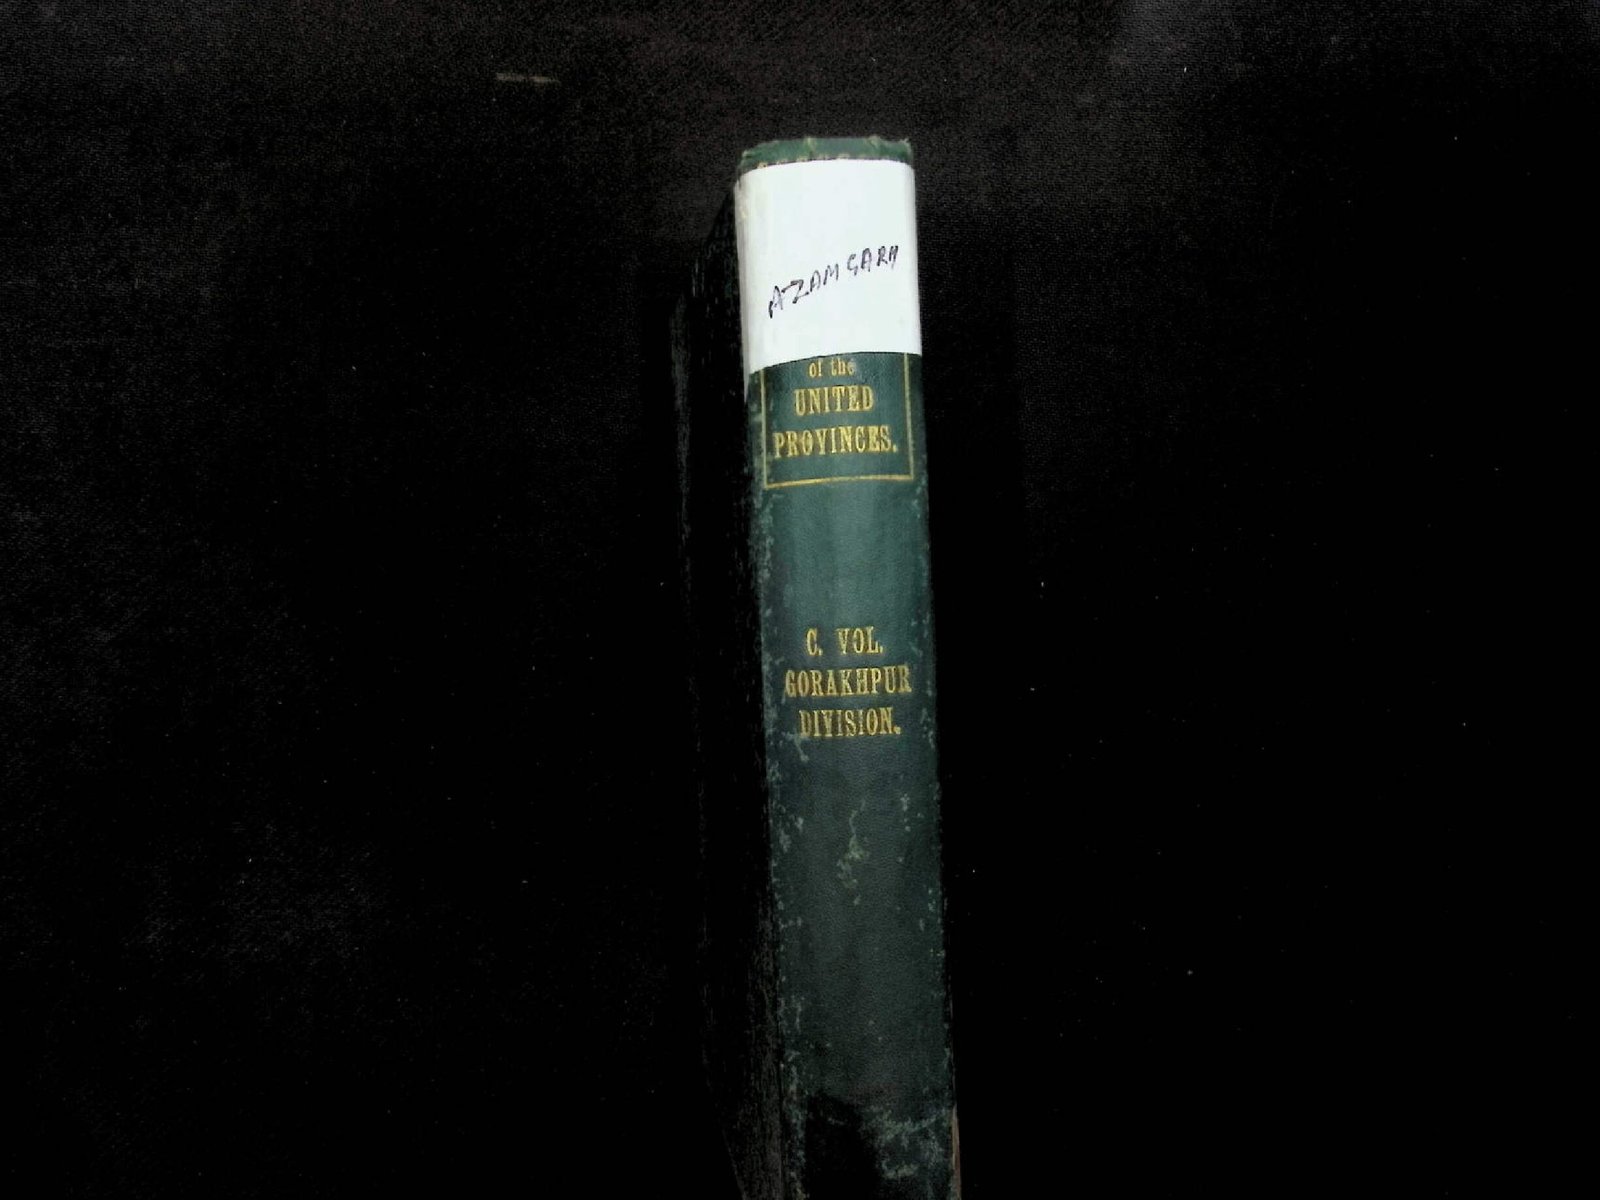 AZAMGARH
of the
UNITED
PROVINCES.
C. VOL.
GORAKHPUR
DIVISION.